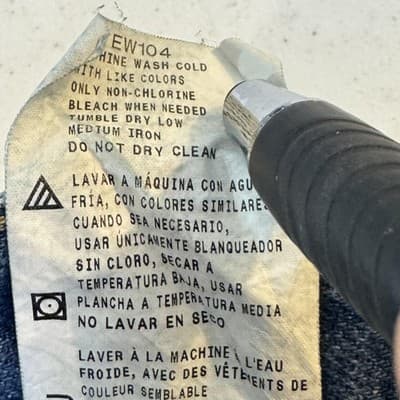 EW104
HINE WASH COLD
WITH LIKE COLORS
ONLY NON-CHLORINE
BLEACH WHEN NEEDED
TUMBLE DRY LOW
MEDIUM IRON
DO NOT DRY CLEAN
LAVAR A MÁQUINA CON AGU
FRÍA, CON COLORES SIMILARES
CUANDO SEA NECESARIO,
USAR ÚNICAMENTE BLANQUEADOR
SIN CLORO, SECAR A
TEMPERATURA BAJA, USAR
PLANCHA A TEMPERATURA MEDIA
NO LAVAR EN SECO
LAVER À LA MACHINE À L'EAU
FROIDE, AVEC DES VÊTEMENTS DE
COULEUR SEMBLABLE